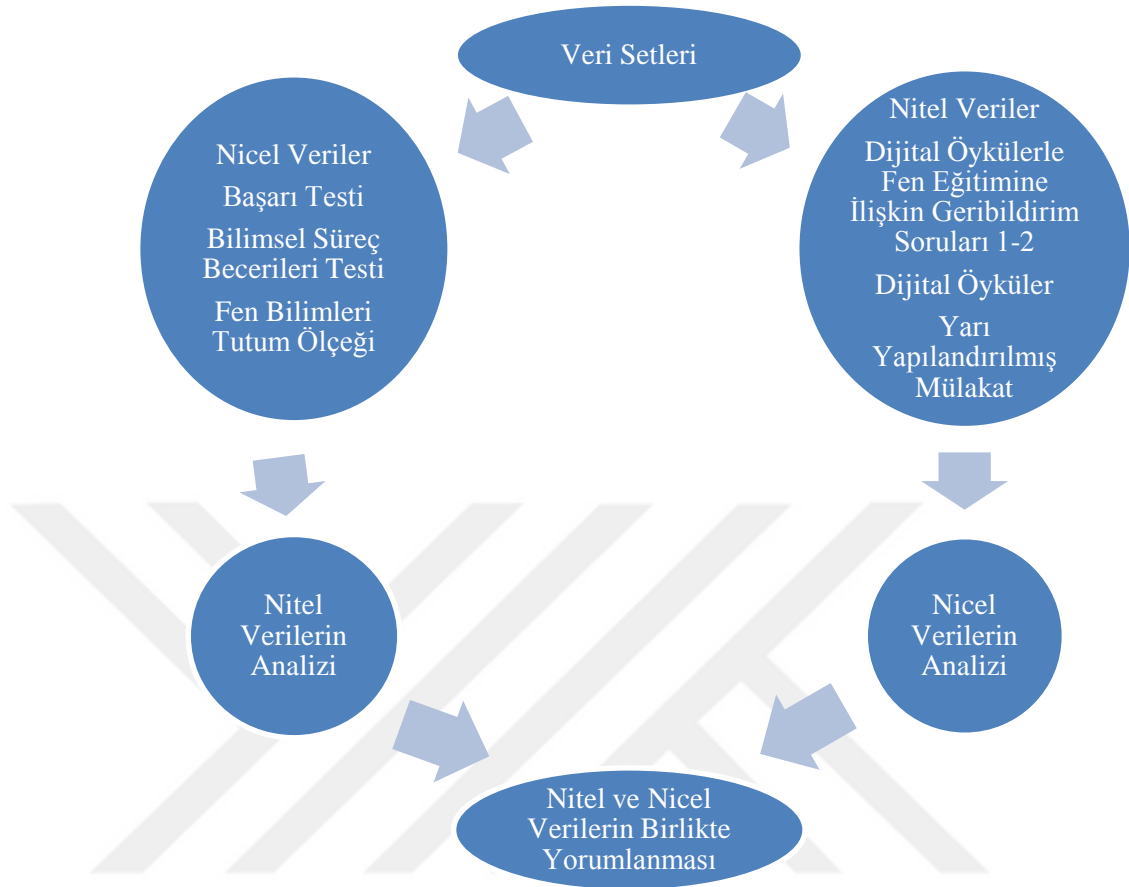 Veri Setleri
Nicel Veriler
Başarı Testi
Bilimsel Süreç
Becerileri Testi
Fen Bilimleri
Tutum Ölçeği
Nitel Veriler
Dijital Öykülerle
Fen Eğitimine
İlişkin Geribildirim
Soruları 1-2
Dijital Öyküler
Yarı
Yapılandırılmış
Mülakat
Nitel
Verilerin
Analizi
Nicel
Verilerin
Analizi
Nitel ve Nicel
Verilerin Birlikte
Yorumlanması